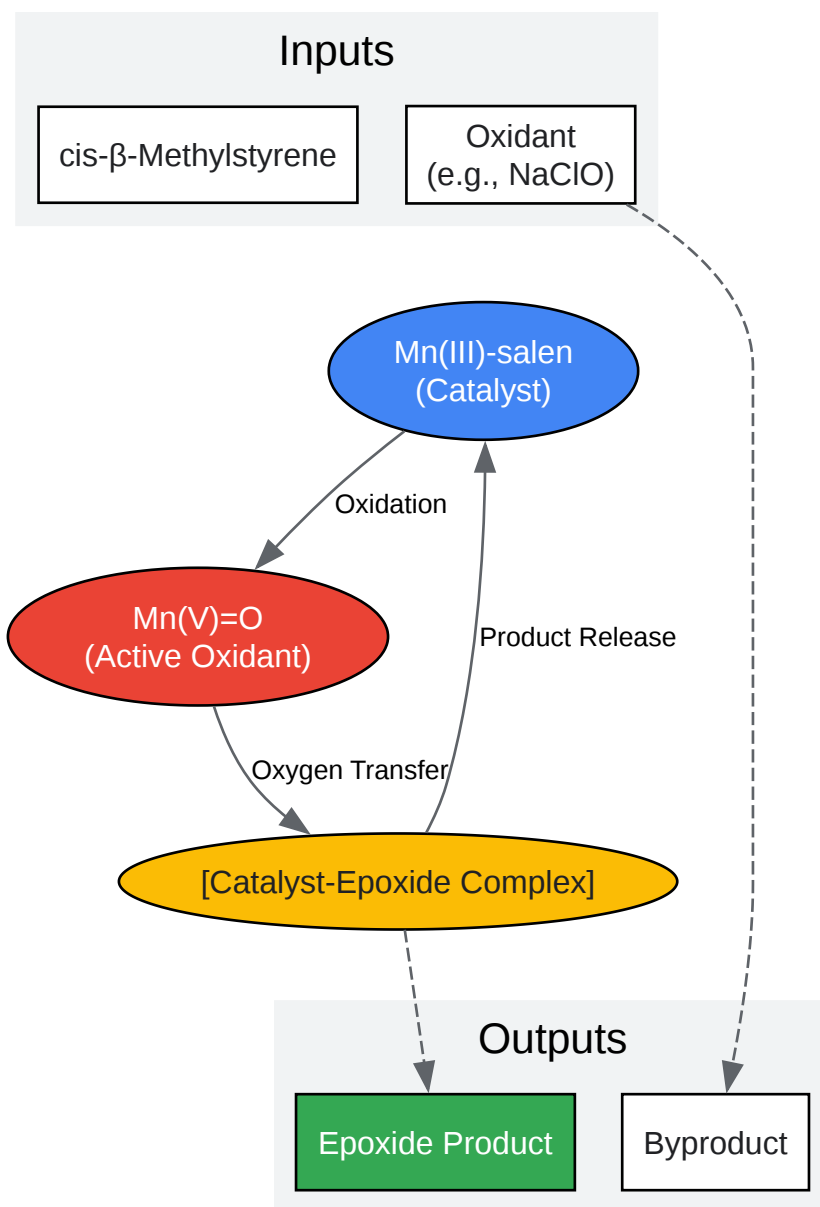 Inputs
cis-β-Methylstyrene
Oxidant
(e.g., NaClO)
Mn(III)-salen
(Catalyst)
Oxidation
Mn(V)=O
(Active Oxidant)
Product Release
Oxygen Transfer
[Catalyst-Epoxide Complex]
Outputs
Epoxide Product
Byproduct